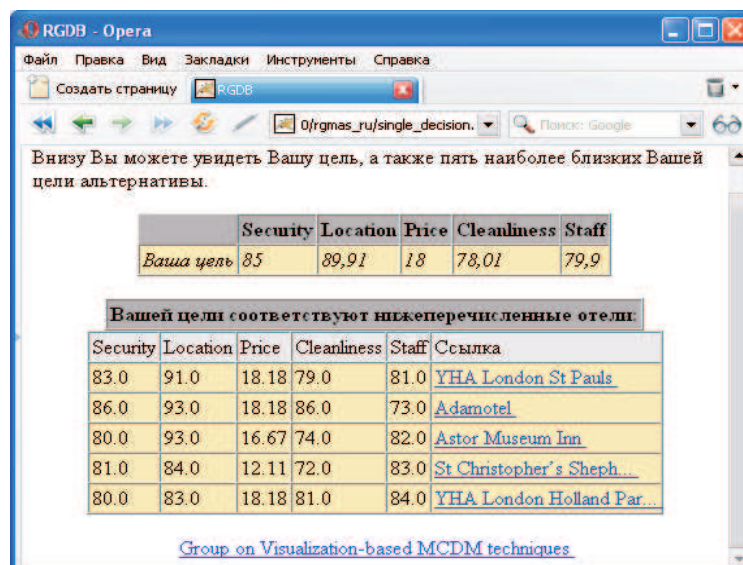 RGDB - Opera
Файл Правка Вид Закладки Инструменты Справка
Создать страницу RGDB
0/rgmas_ru/single_decision. Поиск: Google
Внизу Вы можете увидеть Вашу цель, а также пять наиболее близких Вашей
цели альтернативы.
Security Location Price Cleanliness Staff
Ваша цель 85 89,91 18 78,01 79,9
Вашей цели соответствуют нижеперечисленные отели:
Security Location Price Cleanliness Staff Ссылка
83.0 91.0 18.18 79.0 81.0 YHA London St Pauls
86.0 93.0 18.18 86.0 73.0 Adamotel
80.0 93.0 16.67 74.0 82.0 Astor Museum Inn
81.0 84.0 12.11 72.0 83.0 St Christopher´s Sheph...
80.0 83.0 18.18 81.0 84.0 YHA London Holland Par...
Group on Visualization-based MCDM techniques